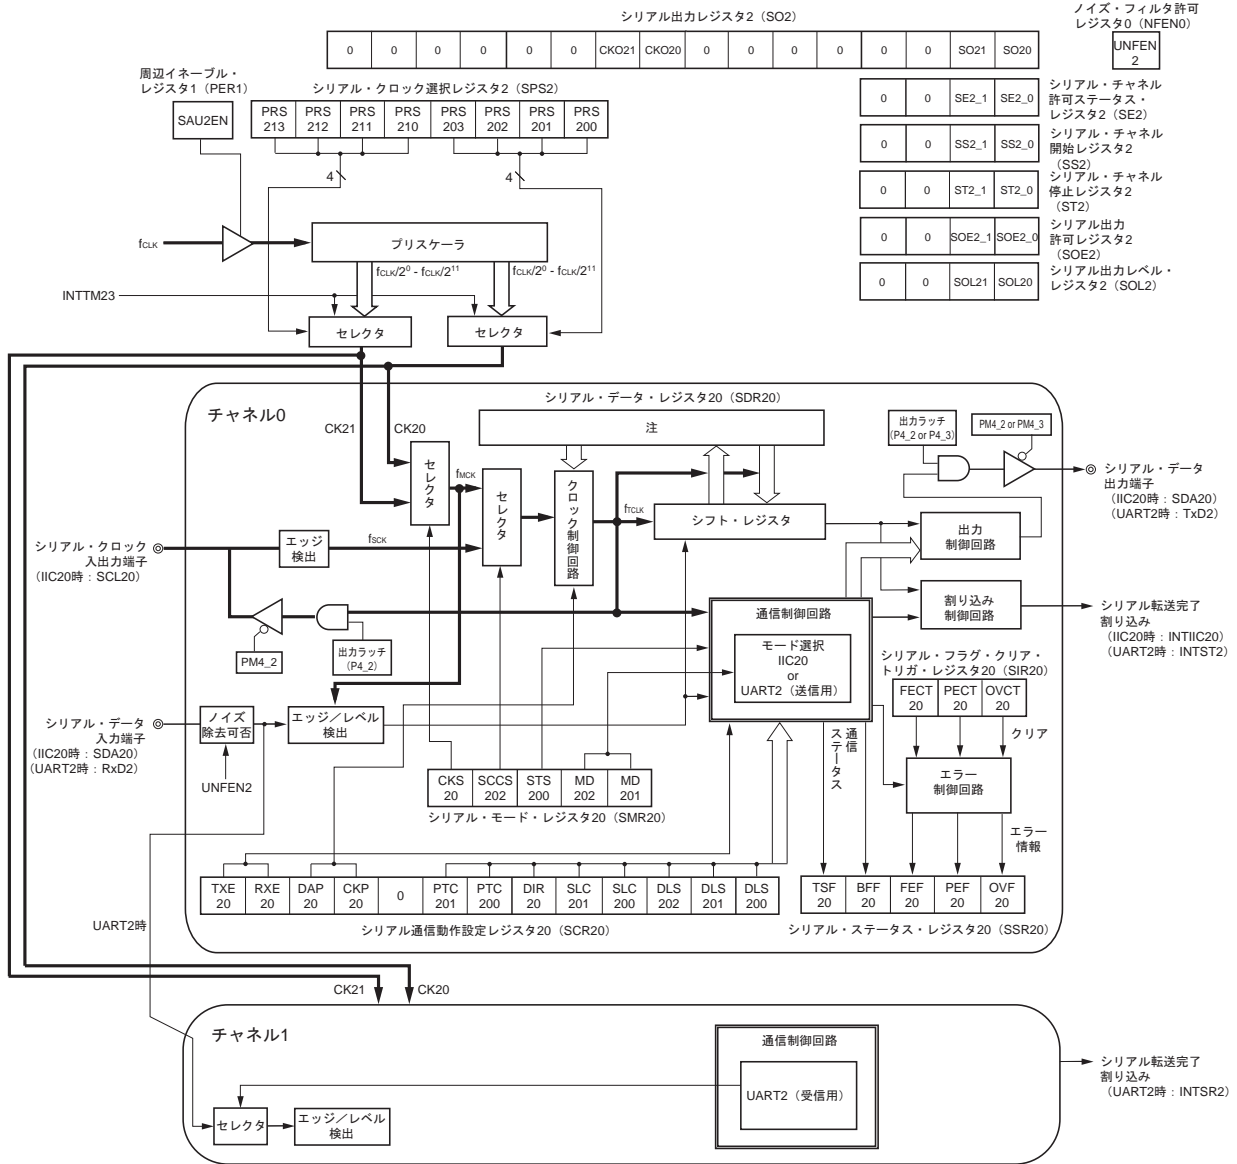 シリアル出力レジスタ2（SO2）
0 0 0 0 0 0 CKO21 CKO20 0 0 0 0 0 0 SO21 SO20
ノイズ・フィルタ許可
レジスタ0（NFEN0）
UNFEN
2
周辺イネーブル・
レジスタ1（PER1）
SAU2EN
シリアル・クロック選択レジスタ2（SPS2）
PRS PRS PRS PRS PRS PRS PRS PRS
213 212 211 210 203 202 201 200
4
4
0 0 SE2_1 SE2_0
シリアル・チャネル
許可ステータス・
レジスタ2（SE2）
0 0 SS2_1 SS2_0
シリアル・チャネル
開始レジスタ2
（SS2）
0 0 ST2_1 ST2_0
シリアル・チャネル
停止レジスタ2
（ST2）
0 0 SOE2_1 SOE2_0
シリアル出力
許可レジスタ2
（SOE2）
0 0 SOL21 SOL20
シリアル出力レベル・
レジスタ2（SOL2）
fCLK
プリスケーラ
fCLK/2⁰ - fCLK/2¹¹
fCLK/2⁰ - fCLK/2¹¹
INTTM23
セレクタ
セレクタ
チャネル0
CK21
CK20
シリアル・データ・レジスタ20（SDR20）
注
セレクタ
fMCK
セレクタ
クロック制御回路
fTCLK
シフト・レジスタ
出力ラッチ
（P4_2 or P4_3）
PM4_2 or PM4_3
シリアル・データ
出力端子
（IIC20時：SDA20）
（UART2時：TxD2）
出力
制御回路
シリアル・クロック
入出力端子
（IIC20時：SCL20）
エッジ
検出
fSCK
PM4_2
出力ラッチ
（P4_2）
通信制御回路
モード選択
IIC20
or
UART2（送信用）
割り込み
制御回路
シリアル転送完了
割り込み
（IIC20時：INTIIC20）
（UART2時：INTST2）
シリアル・フラグ・クリア・
トリガ・レジスタ20（SIR20）
FECT PECT OVCT
20 20 20
クリア
シリアル・データ
入力端子
（IIC20時：SDA20）
（UART2時：RxD2）
ノイズ
除去可否
UNFEN2
エッジ／レベル
検出
通信
ステータス
エラー
制御回路
エラー
情報
CKS SCCS STS MD MD
20 202 200 202 201
シリアル・モード・レジスタ20（SMR20）
TXE RXE DAP CKP 0 PTC PTC DIR SLC SLC DLS DLS DLS
20 20 20 20 201 200 20 201 200 202 201 200
シリアル通信動作設定レジスタ20（SCR20）
TSF BFF FEF PEF OVF
20 20 20 20 20
シリアル・ステータス・レジスタ20（SSR20）
UART2時
CK21
CK20
チャネル1
セレクタ
エッジ／レベル
検出
通信制御回路
UART2（受信用）
シリアル転送完了
割り込み
（UART2時：INTSR2）